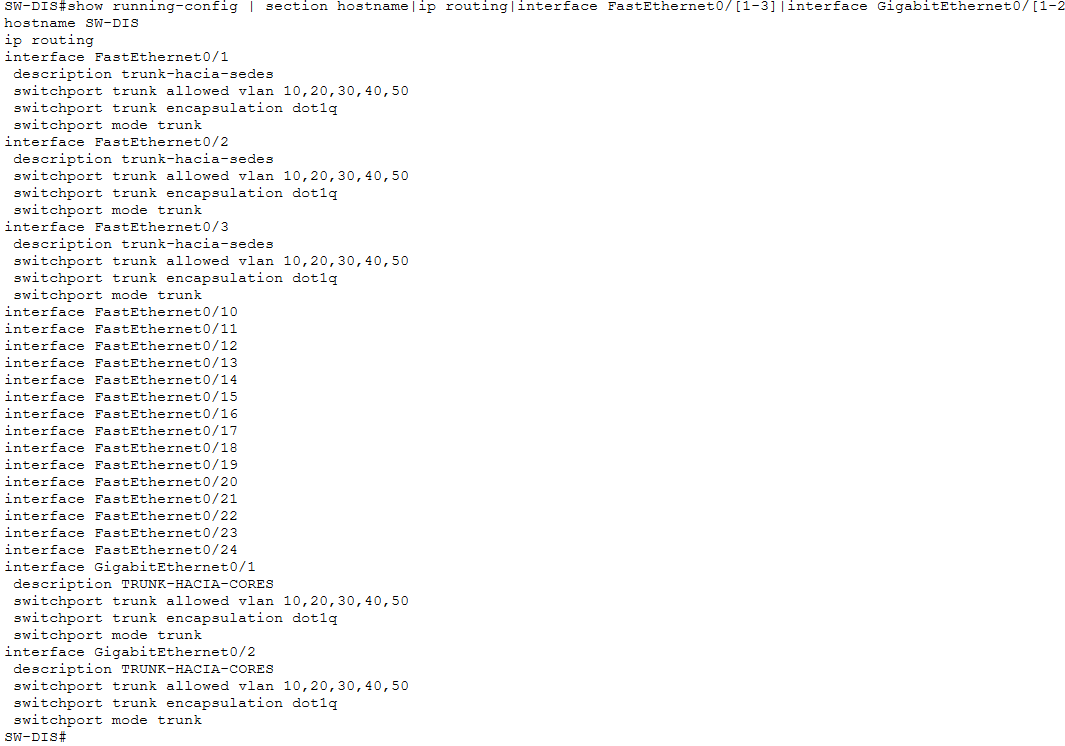 SW-DIS#show running-config | section hostname|ip routing|interface FastEthernet0/[1-3]|interface GigabitEthernet0/[1-2
hostname SW-DIS
ip routing
interface FastEthernet0/1
 description trunk-hacia-sedes
 switchport trunk allowed vlan 10,20,30,40,50
 switchport trunk encapsulation dot1q
 switchport mode trunk
interface FastEthernet0/2
 description trunk-hacia-sedes
 switchport trunk allowed vlan 10,20,30,40,50
 switchport trunk encapsulation dot1q
 switchport mode trunk
interface FastEthernet0/3
 description trunk-hacia-sedes
 switchport trunk allowed vlan 10,20,30,40,50
 switchport trunk encapsulation dot1q
 switchport mode trunk
interface FastEthernet0/10
interface FastEthernet0/11
interface FastEthernet0/12
interface FastEthernet0/13
interface FastEthernet0/14
interface FastEthernet0/15
interface FastEthernet0/16
interface FastEthernet0/17
interface FastEthernet0/18
interface FastEthernet0/19
interface FastEthernet0/20
interface FastEthernet0/21
interface FastEthernet0/22
interface FastEthernet0/23
interface FastEthernet0/24
interface GigabitEthernet0/1
 description TRUNK-HACIA-CORES
 switchport trunk allowed vlan 10,20,30,40,50
 switchport trunk encapsulation dot1q
 switchport mode trunk
interface GigabitEthernet0/2
 description TRUNK-HACIA-CORES
 switchport trunk allowed vlan 10,20,30,40,50
 switchport trunk encapsulation dot1q
 switchport mode trunk
SW-DIS#